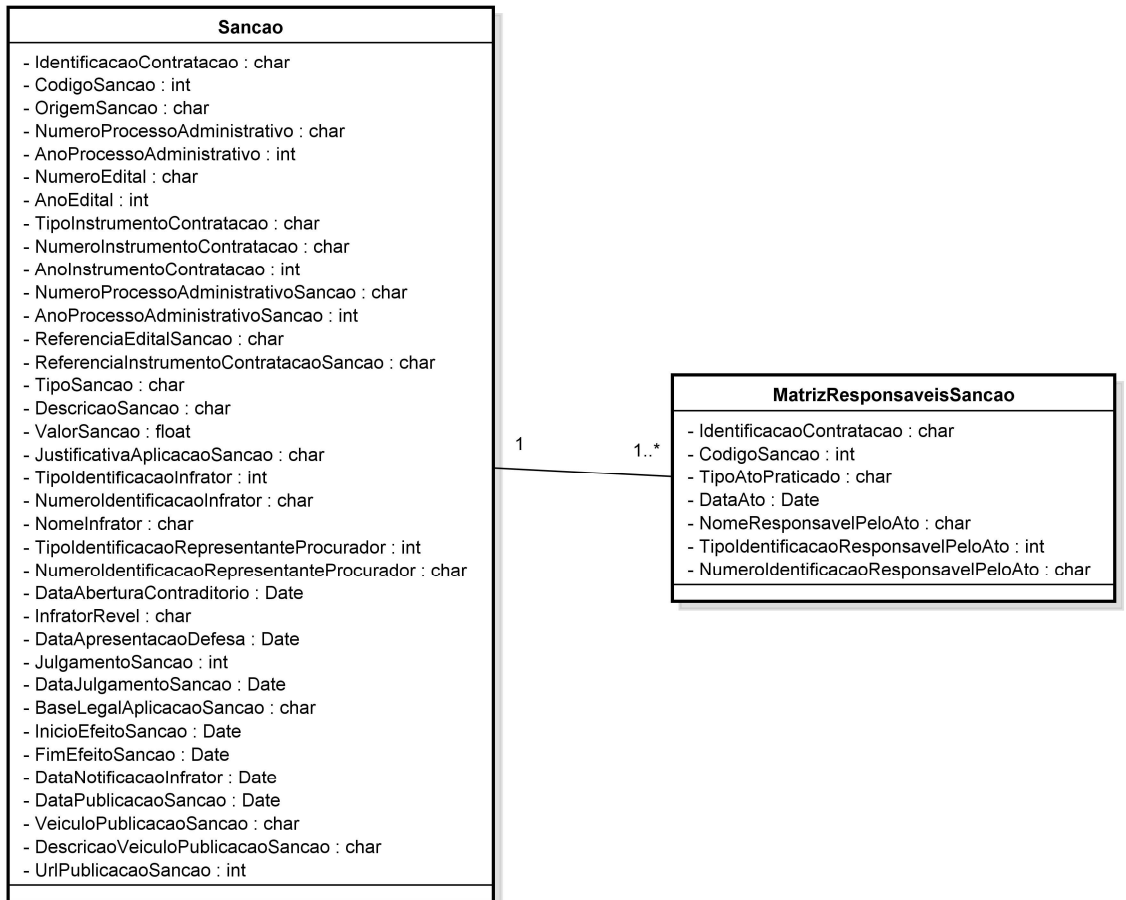 Sancao
- IdentificacaoContratacao : char
- CodigoSancao : int
- OrigemSancao : char
- NumeroProcessoAdministrativo : char
- AnoProcessoAdministrativo : int
- NumeroEdital : char
- AnoEdital : int
- TipoInstrumentoContratacao : char
- NumeroInstrumentoContratacao : char
- AnoInstrumentoContratacao : int
- NumeroProcessoAdministrativoSancao : char
- AnoProcessoAdministrativoSancao : int
- ReferenciaEditalSancao : char
- ReferenciaInstrumentoContratacaoSancao : char
- TipoSancao : char
- DescricaoSancao : char
- ValorSancao : float
- JustificativaAplicacaoSancao : char
- TipoIdentificacaoInfrator : int
- NumeroIdentificacaoInfrator : char
- NomeInfrator : char
- TipoIdentificacaoRepresentanteProcurador : int
- NumeroIdentificacaoRepresentanteProcurador : char
- DataAberturaContraditorio : Date
- InfratorRevel : char
- DataApresentacaoDefesa : Date
- JulgamentoSancao : int
- DataJulgamentoSancao : Date
- BaseLegalAplicacaoSancao : char
- InicioEfeitoSancao : Date
- FimEfeitoSancao : Date
- DataNotificacaoInfrator : Date
- DataPublicacaoSancao : Date
- VeiculoPublicacaoSancao : char
- DescricaoVeiculoPublicacaoSancao : char
- UrlPublicacaoSancao : int
1
1..*
MatrizResponsaveisSancao
- IdentificacaoContratacao : char
- CodigoSancao : int
- TipoAtoPraticado : char
- DataAto : Date
- NomeResponsavelPeloAto : char
- TipoIdentificacaoResponsavelPeloAto : int
- NumeroIdentificacaoResponsavelPeloAto : char